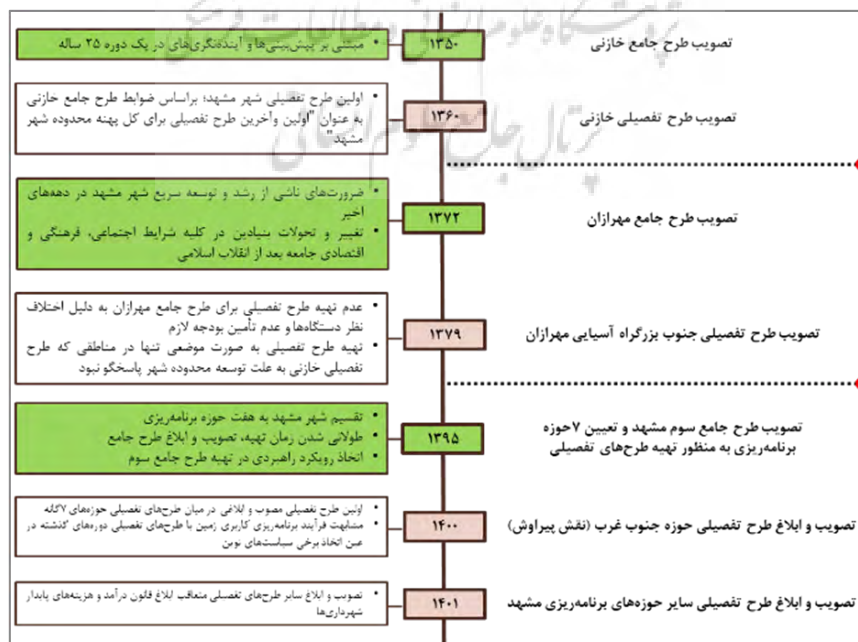 پژوهشگاه علوم انسانی و مطالعات فرهنگی
پرتال جامع علوم انسانی
تصویب طرح جامع خازنی
۱۳۵۰
• مبتنی بر پیش‌بینی‌ها و آینده‌نگری‌های در یک دوره ۲۵ ساله
تصویب طرح تفصیلی خازنی
۱۳۶۰
• اولین طرح تفصیلی شهر مشهد؛ براساس ضوابط طرح جامع خازنی
به عنوان "اولین وآخرین طرح تفصیلی برای کل پهنه محدوده شهر
مشهد"
تصویب طرح جامع مهرازان
۱۳۷۲
• ضرورت‌های ناشی از رشد و توسعه سریع شهر مشهد در دهه‌های
اخیر
• تغییر و تحولات بنیادین در کلیه شرایط اجتماعی، فرهنگی و
اقتصادی جامعه بعد از انقلاب اسلامی
تصویب طرح تفصیلی جنوب بزرگراه آسیایی مهرازان
۱۳۷۹
• عدم تهیه طرح تفصیلی برای طرح جامع مهرازان به دلیل اختلاف
نظر دستگاه‌ها و عدم تأمین بودجه لازم
• تهیه طرح تفصیلی به صورت موضعی تنها در مناطقی که طرح
تفصیلی خازنی به علت توسعه محدوده شهر پاسخگو نبود
تصویب طرح جامع سوم مشهد و تعیین ۷حوزه
برنامه‌ریزی به منظور تهیه طرح‌های تفصیلی
۱۳۹۵
• تقسیم شهر مشهد به هفت حوزه برنامه‌ریزی
• طولانی شدن زمان تهیه، تصویب و ابلاغ طرح جامع
• اتخاذ رویکرد راهبردی در تهیه طرح جامع سوم
تصویب و ابلاغ طرح تفصیلی حوزه جنوب غرب (نقش پیراوش)
۱۴۰۰
• اولین طرح تفصیلی مصوب و ابلاغی در میان طرح‌های تفصیلی حوزه‌های ۷گانه
• مشابهت فرآیند برنامه‌ریزی کاربری زمین با طرح‌های تفصیلی دوره‌های گذشته در
عین اتخاذ برخی سیاست‌های نوین
تصویب و ابلاغ طرح تفصیلی سایر حوزه‌های برنامه‌ریزی مشهد
۱۴۰۱
• تصویب و ابلاغ سایر طرح‌های تفصیلی متعاقب ابلاغ قانون درآمد و هزینه‌های پایدار
شهرداری‌ها